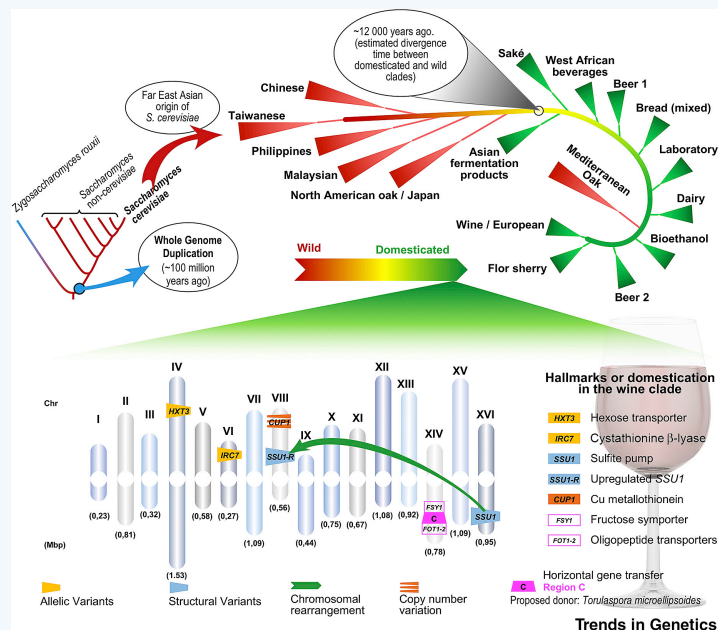 ~12 000 years ago.
(estimated divergence
time between
domesticated and wild
clades)
Saké
West African
beverages
Beer 1
Bread (mixed)
Laboratory
Dairy
Bioethanol
Beer 2
Flor sherry
Wine / European
Mediterranean
Oak
Asian
fermentation
products
Chinese
Taiwanese
Philippines
Malaysian
North American oak / Japan
Far East Asian
origin of
S. cerevisiae
Zygosaccharomyces rouxii
Saccharomyces
non-cerevisiae
Saccharomyces
cerevisiae
Whole Genome
Duplication
(~100 million
years ago)
Wild
Domesticated
Chr
I
II
III
IV
V
VI
VII
VIII
IX
X
XI
XII
XIII
XIV
XV
XVI
HXT3
IRC7
CUP1
SSU1-R
FSY1
C
FOT1-2
SSU1
(Mbp)
(0,23)
(0,81)
(0,32)
(1.53)
(0,58)
(0,27)
(1,09)
(0,56)
(0,44)
(0,75)
(0,67)
(1,08)
(0,92)
(0,78)
(1,09)
(0,95)
Hallmarks or domestication
in the wine clade
HXT3 Hexose transporter
IRC7 Cystathionine β-lyase
SSU1 Sulfite pump
SSU1-R Upregulated SSU1
CUP1 Cu metallothionein
FSY1 Fructose symporter
FOT1-2 Oligopeptide transporters
Horizontal gene transfer
C Region C
Proposed donor: Torulaspora microellipsoides
Allelic Variants
Structural Variants
Chromosomal
rearrangement
Copy number
variation
Trends in Genetics